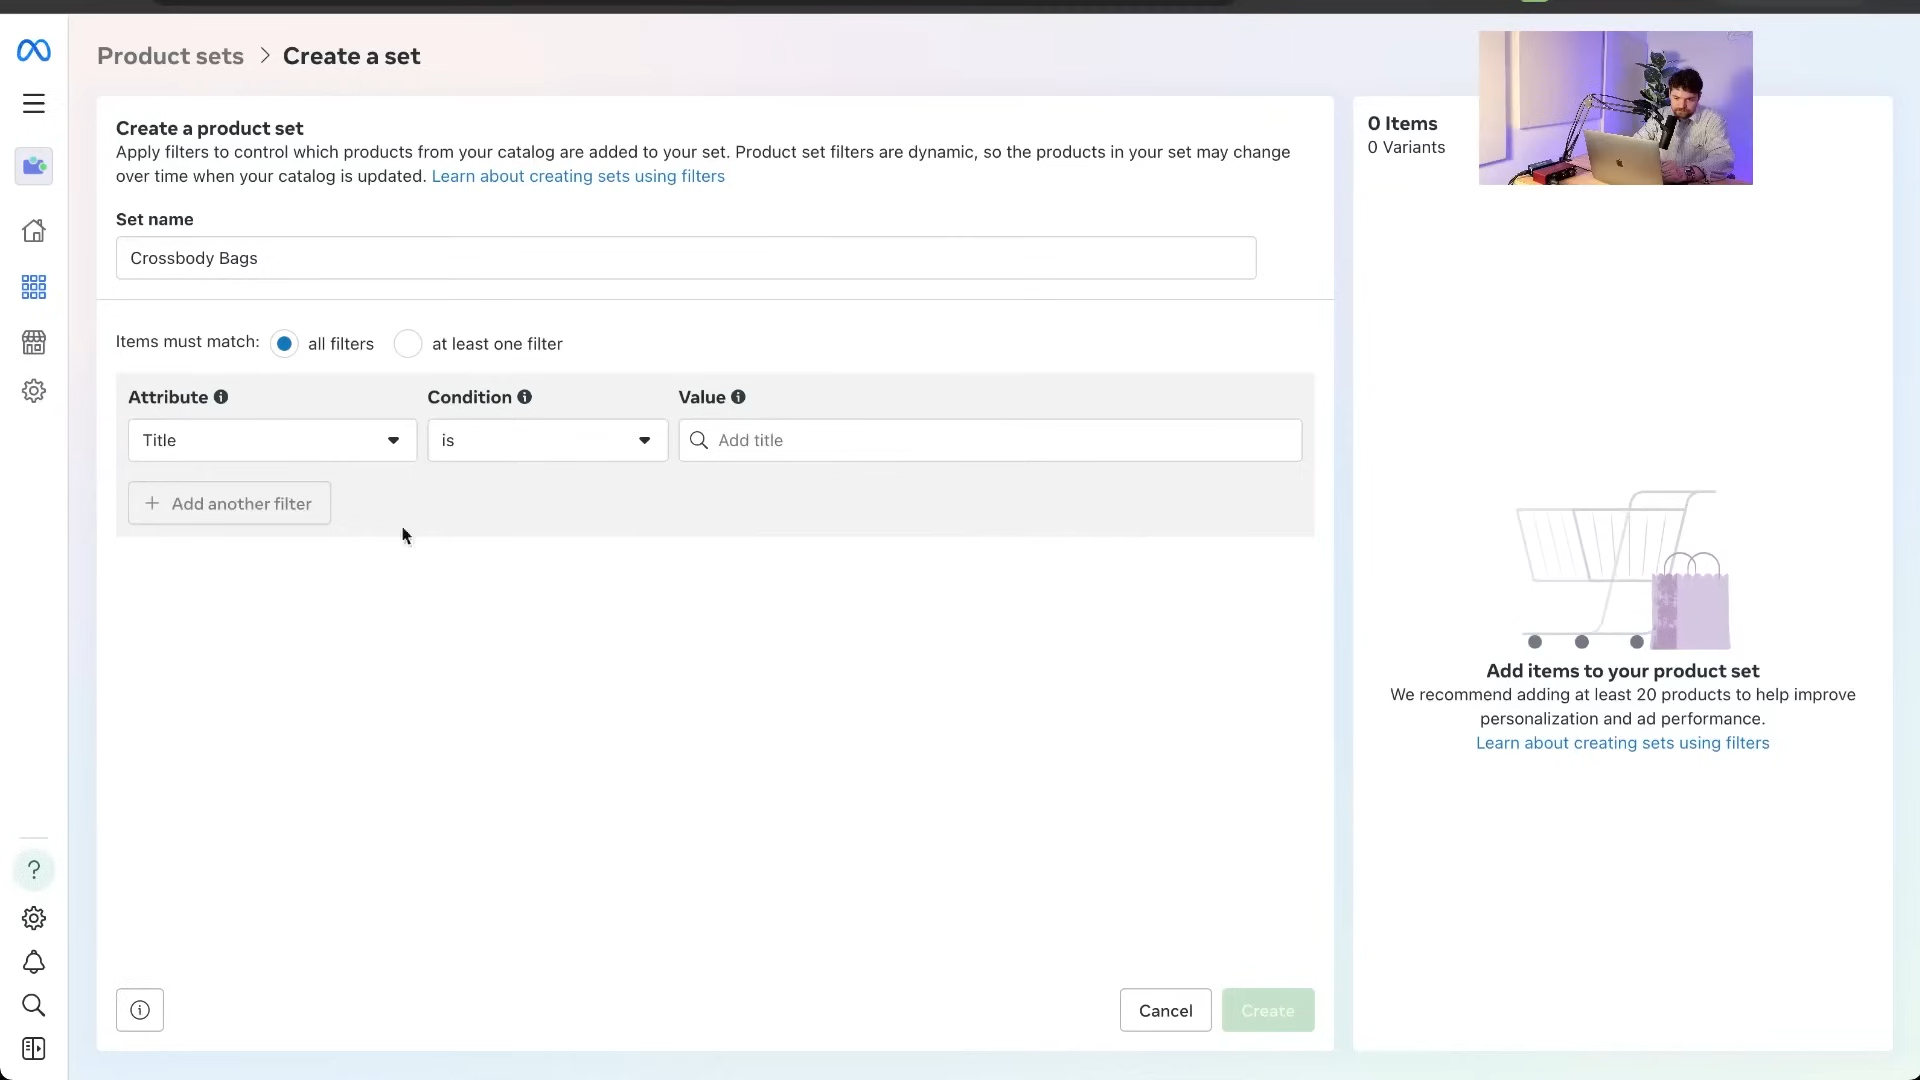 Product sets > Create a set
Create a product set
Apply filters to control which products from your catalog are added to your set. Product set filters are dynamic, so the products in your set may change
over time when your catalog is updated. Learn about creating sets using filters
Set name
Crossbody Bags
Items must match: all filters at least one filter
Attribute Condition Value
Title is Add title
+ Add another filter
Cancel Create
0 Items
0 Variants
Add items to your product set
We recommend adding at least 20 products to help improve
personalization and ad performance.
Learn about creating sets using filters